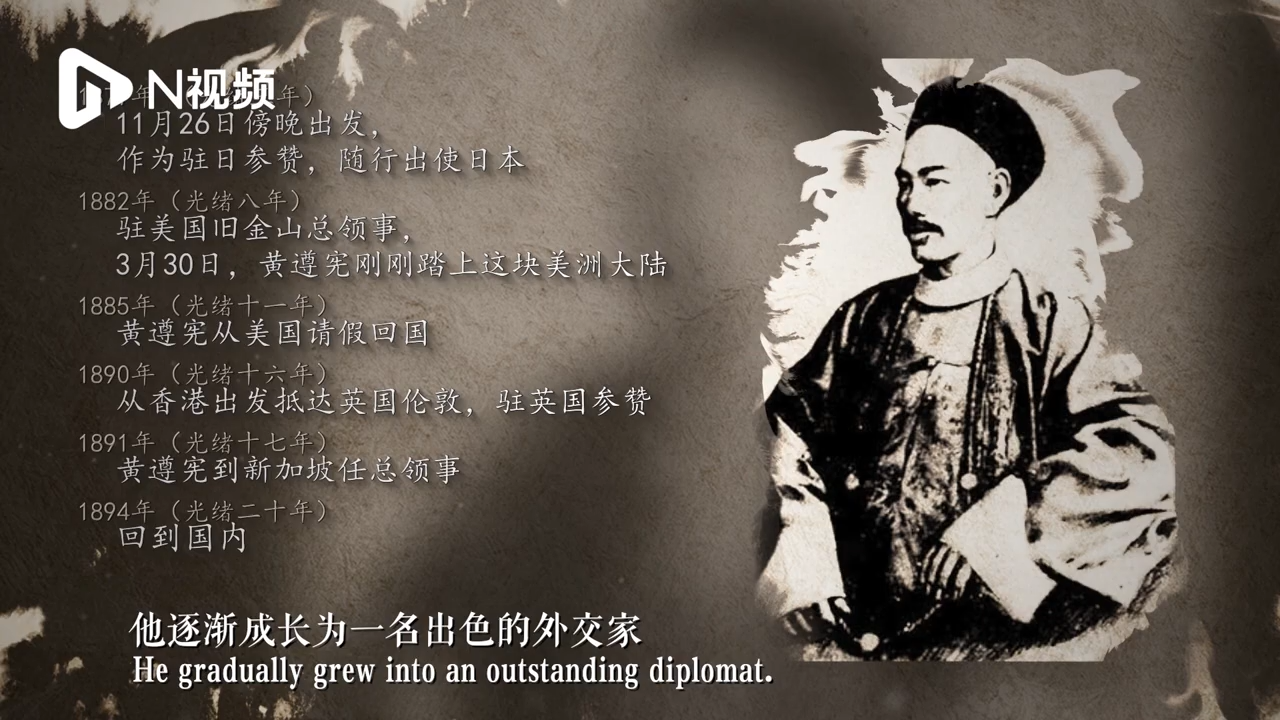 N视频
11月26日傍晚出发，
作为驻日参赞，随行出使日本
1882年（光绪八年）
驻美国旧金山总领事，
3月30日，黄遵宪刚刚踏上这块美洲大陆
1885年（光绪十一年）
黄遵宪从美国请假回国
1890年（光绪十六年）
从香港出发抵达英国伦敦，驻英国参赞
1891年（光绪十七年）
黄遵宪到新加坡任总领事
1894年（光绪二十年）
回到国内
他逐渐成长为一名出色的外交家
He gradually grew into an outstanding diplomat.